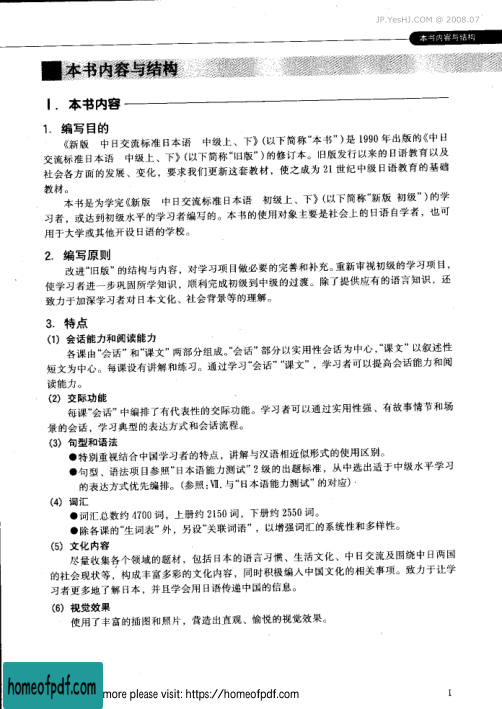 JP.YesHJ.COM @ 2008.07
本书内容与结构
本书内容与结构
Ⅰ. 本书内容
1. 编写目的
《新版 中日交流标准日本语 中级上、下》(以下简称“本书”)是 1990 年出版的《中日
交流标准日本语 中级上、下》(以下简称“旧版”)的修订本。旧版发行以来的日语教育以及
社会各方面的发展、变化，要求我们更新这套教材，使之成为 21 世纪中级日语教育的基础
教材。
本书是为学完《新版 中日交流标准日本语 初级上、下》(以下简称“新版 初级”)的学
习者，或达到初级水平的学习者编写的。本书的使用对象主要是社会上的日语自学者，也可
用于大学或其他开设日语的学校。
2. 编写原则
改进“旧版”的结构与内容，对学习项目做必要的完善和补充。重新审视初级的学习项目，
使学习者进一步巩固所学知识，顺利完成初级到中级的过渡。除了提供应有的语言知识，还
致力于加深学习者对日本文化、社会背景等的理解。
3. 特点
(1) 会话能力和阅读能力
各课由“会话”和“课文”两部分组成。“会话”部分以实用性会话为中心，“课文”以叙述性
短文为中心。每课设有讲解和练习。通过学习“会话”“课文”，学习者可以提高会话能力和阅
读能力。
(2) 交际功能
每课“会话”中编排了有代表性的交际功能。学习者可以通过实用性强、有故事情节和场
景的会话，学习典型的表达方式和会话流程。
(3) 句型和语法
●特别重视结合中国学习者的特点，讲解与汉语相近似形式的使用区别。
●句型、语法项目参照“日本语能力测试”2 级的出题标准，从中选出适于中级水平学习
的表达方式优先编排。(参照：Ⅶ. 与“日本语能力测试”的对应)
(4) 词汇
●词汇总数约 4700 词，上册约 2150 词，下册约 2550 词。
●除各课的“生词表”外，另设“关联词语”，以增强词汇的系统性和多样性。
(5) 文化内容
尽量收集各个领域的题材，包括日本的语言习惯、生活文化、中日交流及围绕中日两国
的社会现状等，构成丰富多彩的文化内容，同时积极编入中国文化的相关事项。致力于让学
习者更多地了解日本，并且学会用日语传递中国的信息。
(6) 视觉效果
使用了丰富的插图和照片，营造出直观、愉悦的视觉效果。
homeofpdf.com
more please visit: https://homeofpdf.com
I